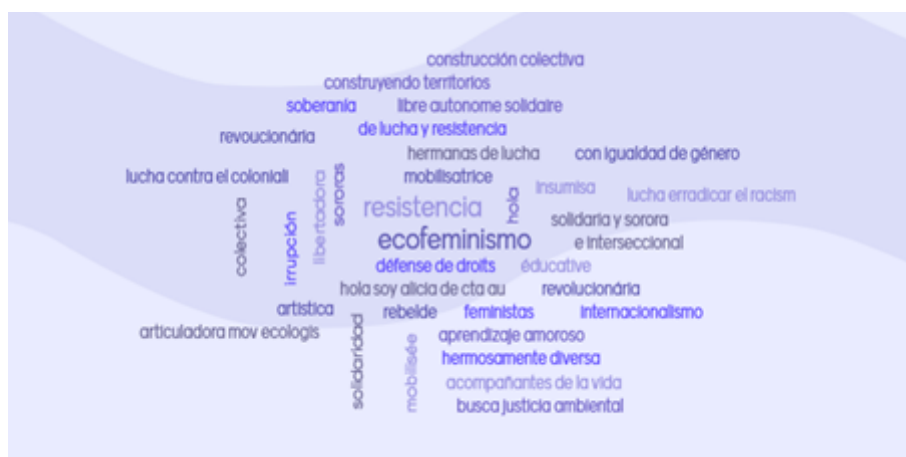 construcción colectiva
construyendo territorios
soberanía
libre autonome solidaire
de lucha y resistencia
revoucionária
hermanas de lucha
con igualdad de género
lucha contra el coloniali
mobilisatrice
sororas
libertadora
insumisa
lucha erradicar el racism
hola
resistencia
colectiva
irrupción
solidaria y sorora
ecofeminismo
e interseccional
défense de droits
éducative
hola soy alicia de cta au
revolucionária
artística
rebelde
feministas
internacionalismo
articuladora mov ecologis
solidaridad
mobilisée
aprendizaje amoroso
hermosamente diversa
acompañantes de la vida
busca justicia ambiental